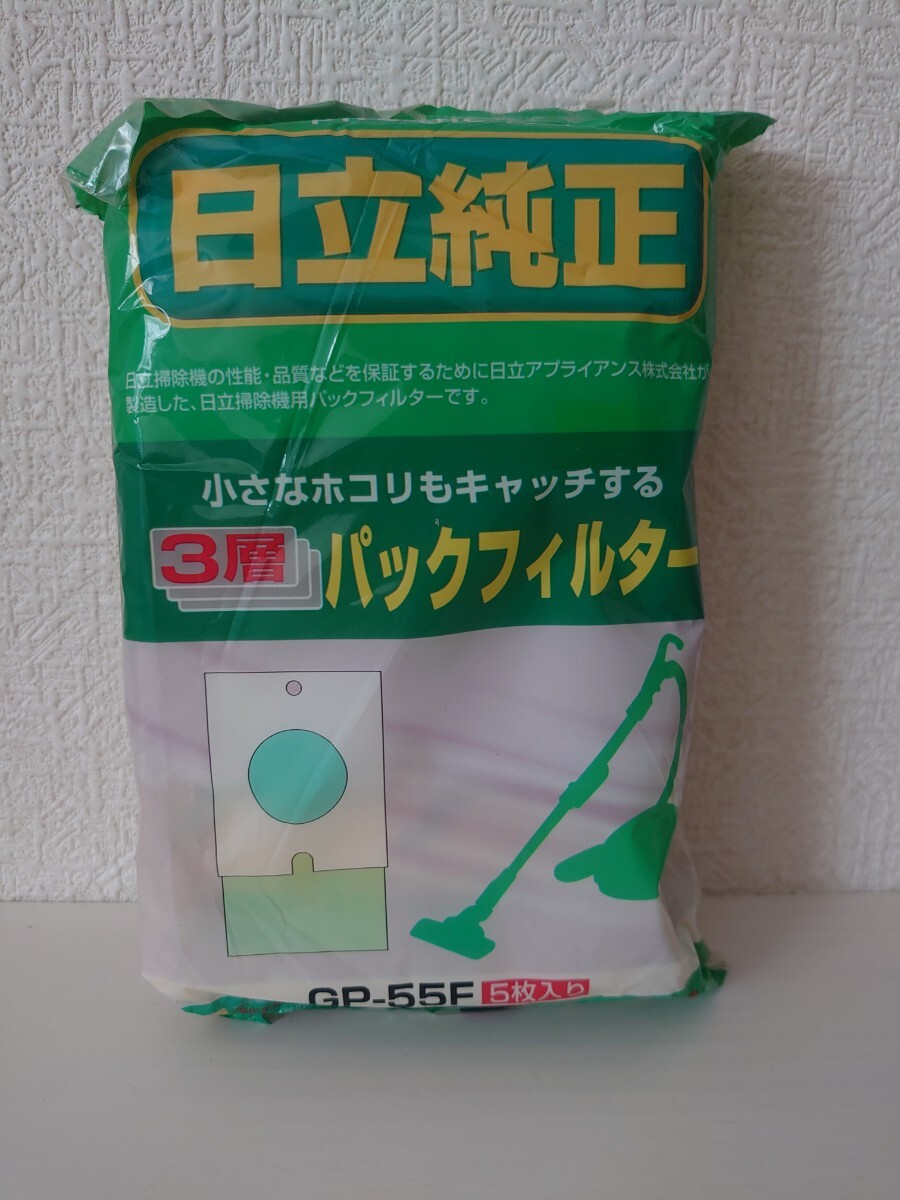 日立純正
日立掃除機の性能・品質などを保証するために日立アプライアンス株式会社が
製造した、日立掃除機用パックフィルターです。
小さなホコリもキャッチする
3層 パックフィルター
GP-55F 5枚入り